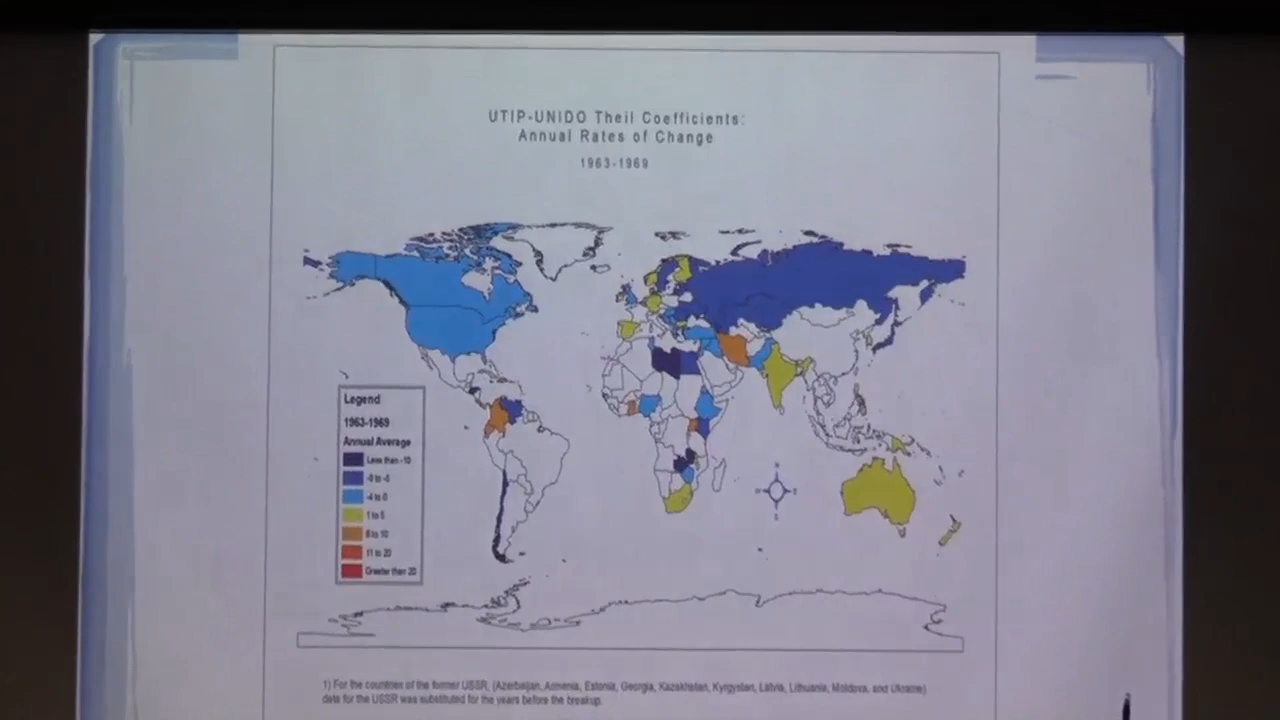 UTIP-UNIDO Theil Coefficients:
Annual Rates of Change
1963-1969
Legend
1963-1969
Annual Average
Less than -10
-4 to 0
1 to 5
6 to 10
11 to 20
Greater than 20
1) For the countries of the former USSR, (Azerbaijan, Armenia, Estonia, Georgia, Kazakhstan, Kyrgystan, Latvia, Lithuania, Moldova, and Ukraine)
data for the USSR was substituted for the years before the breakup.